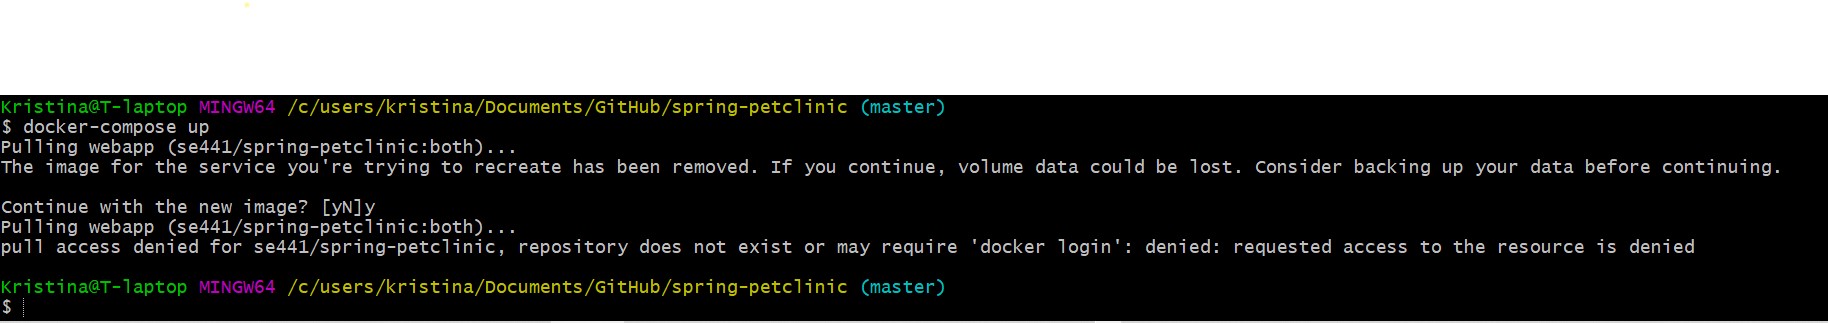 Kristina@T-laptop MINGW64 /c/users/kristina/Documents/GitHub/spring-petclinic (master)
$ docker-compose up
Pulling webapp (se441/spring-petclinic:both)...
The image for the service you're trying to recreate has been removed. If you continue, volume data could be lost. Consider backing up your data before continuing.
Continue with the new image? [yN]y
Pulling webapp (se441/spring-petclinic:both)...
pull access denied for se441/spring-petclinic, repository does not exist or may require 'docker login': denied: requested access to the resource is denied
Kristina@T-laptop MINGW64 /c/users/kristina/Documents/GitHub/spring-petclinic (master)
$